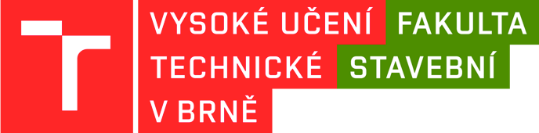 VYSOKÉ UČENÍ FAKULTA
TECHNICKÉ STAVEBNÍ
V BRNĚ